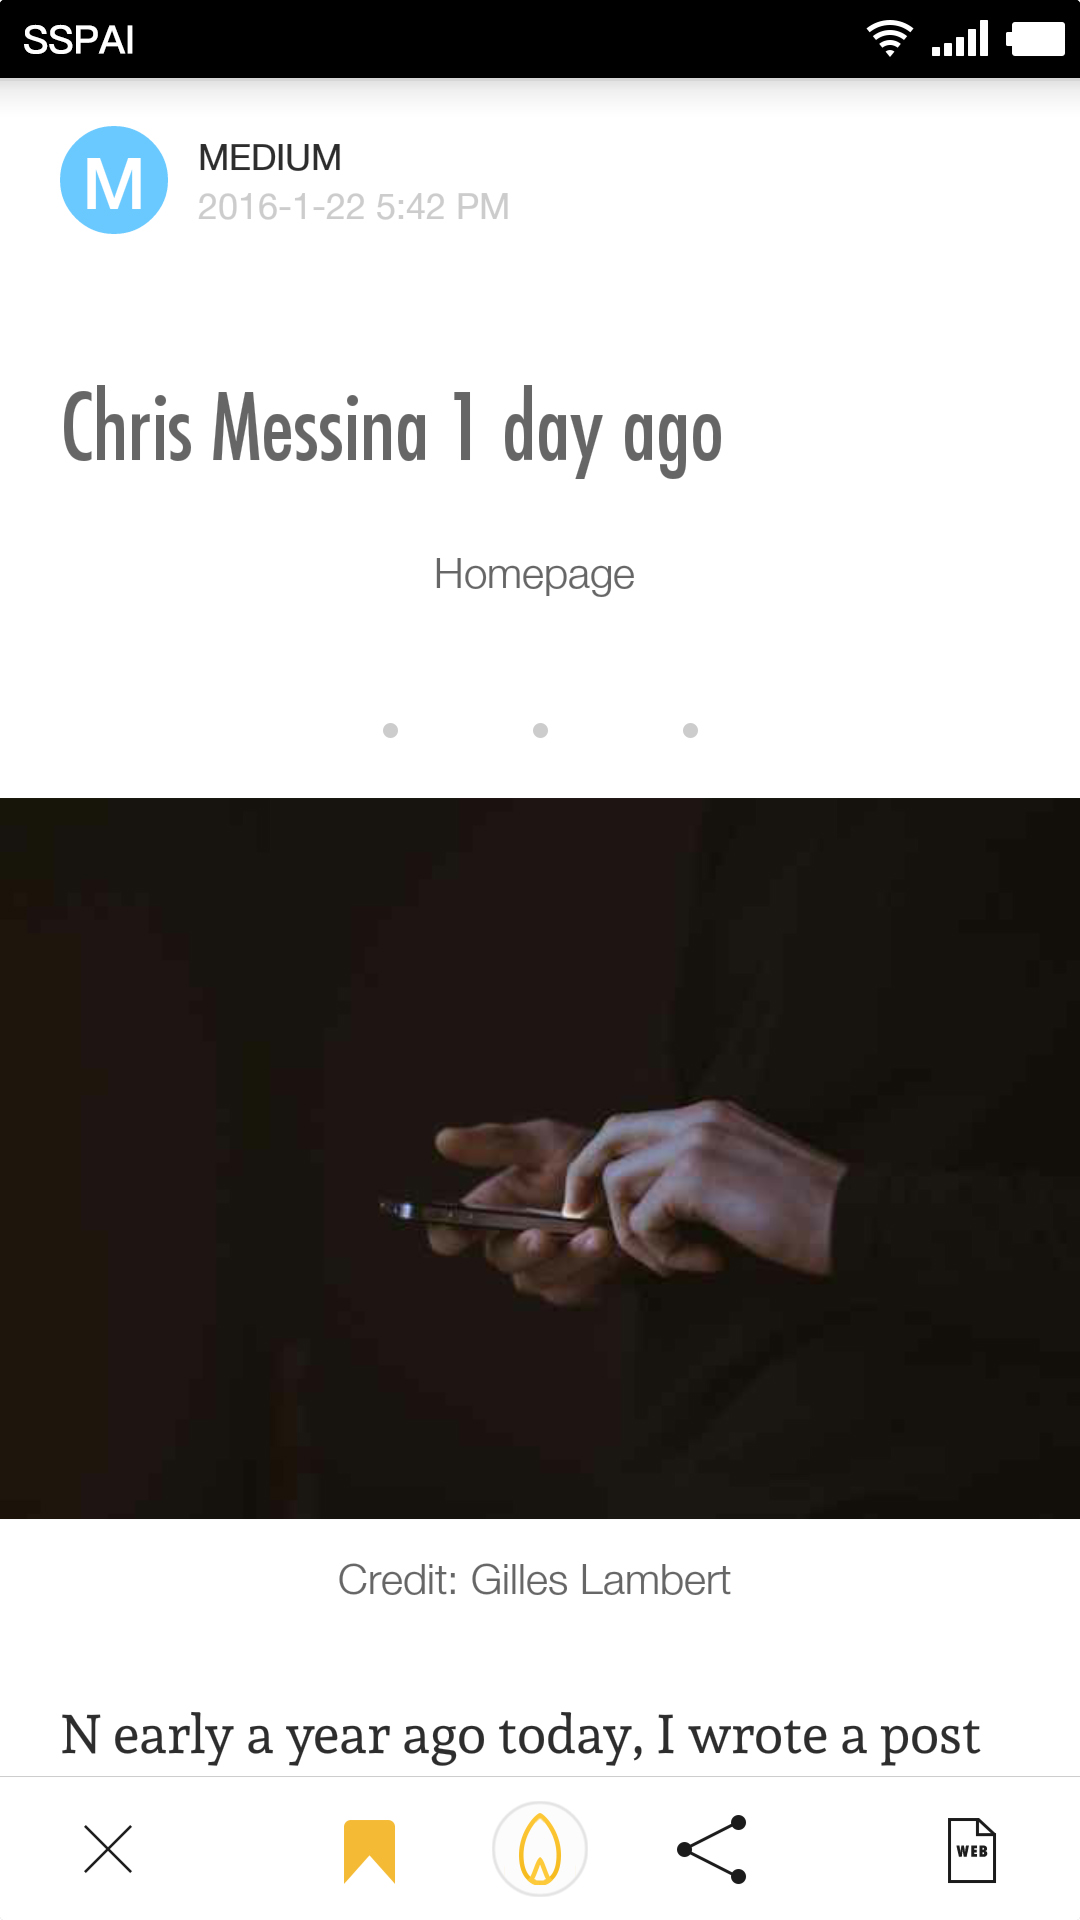 SSPAI
M
MEDIUM
2016-1-22 5:42 PM
Chris Messina 1 day ago
Homepage
Credit: Gilles Lambert
N early a year ago today, I wrote a post
WEB